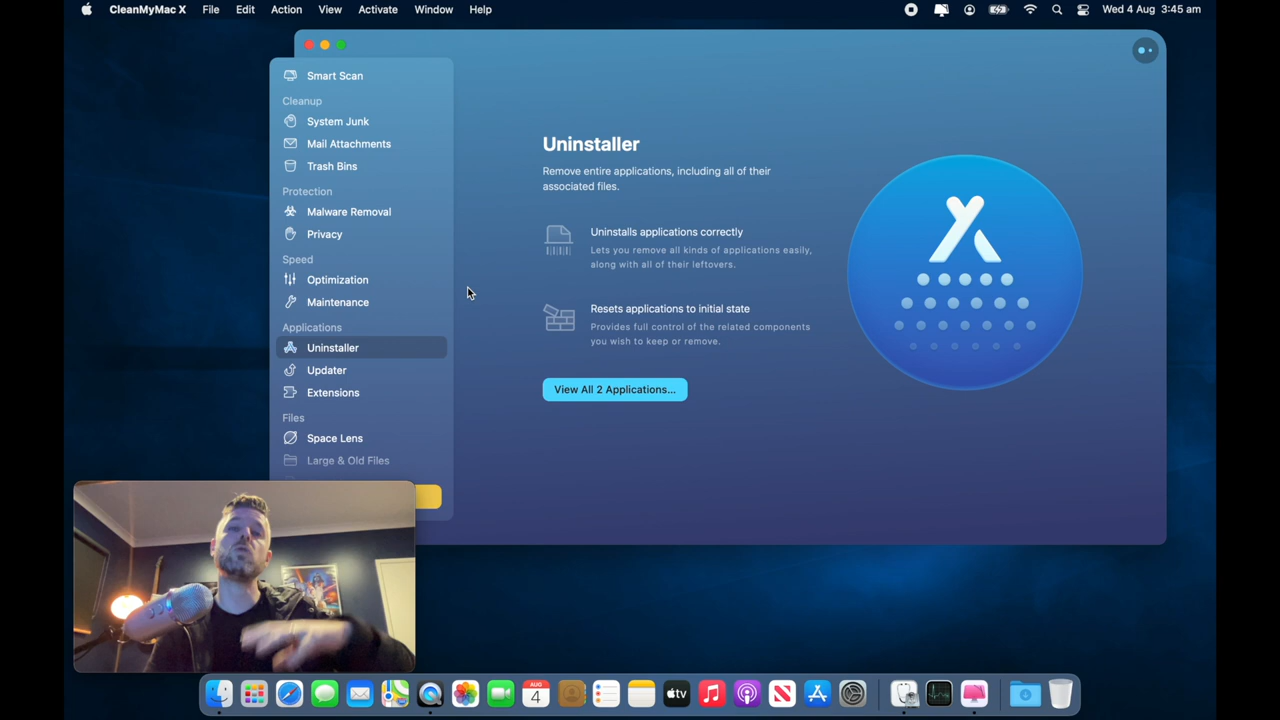 CleanMyMac X File Edit Action View Activate Window Help Wed 4 Aug 3:45 am
Smart Scan
Cleanup
System Junk
Mail Attachments
Trash Bins
Protection
Malware Removal
Privacy
Speed
Optimization
Maintenance
Applications
Uninstaller
Updater
Extensions
Files
Space Lens
Large & Old Files
Uninstaller
Remove entire applications, including all of their
associated files.
Uninstalls applications correctly
Lets you remove all kinds of applications easily,
along with all of their leftovers.
Resets applications to initial state
Provides full control of the related components
you wish to keep or remove.
View All 2 Applications...
AUG
4
tv